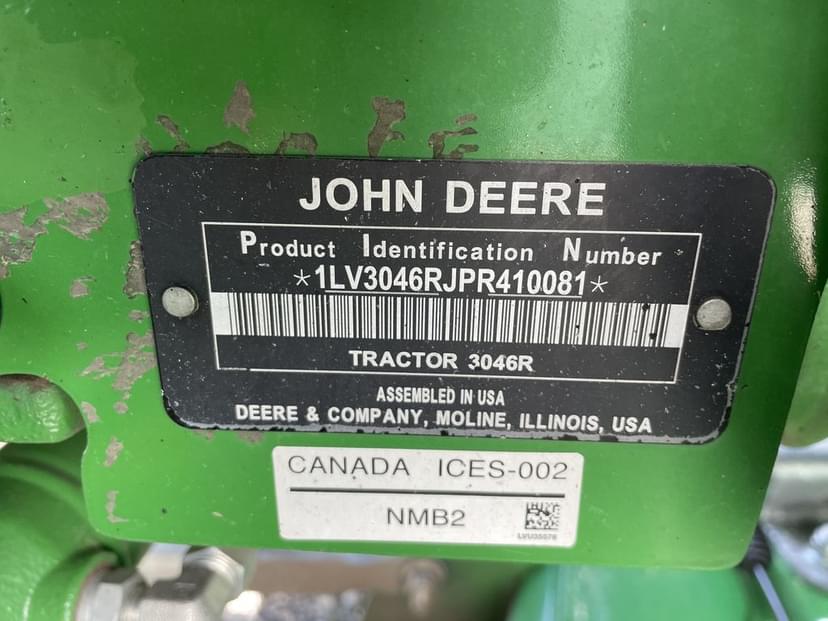 JOHN DEERE
Product Identification Number
*1LV3046RJPR410081*
TRACTOR 3046R
ASSEMBLED IN USA
DEERE & COMPANY, MOLINE, ILLINOIS, USA
CANADA ICES-002
NMB2
LVU35076